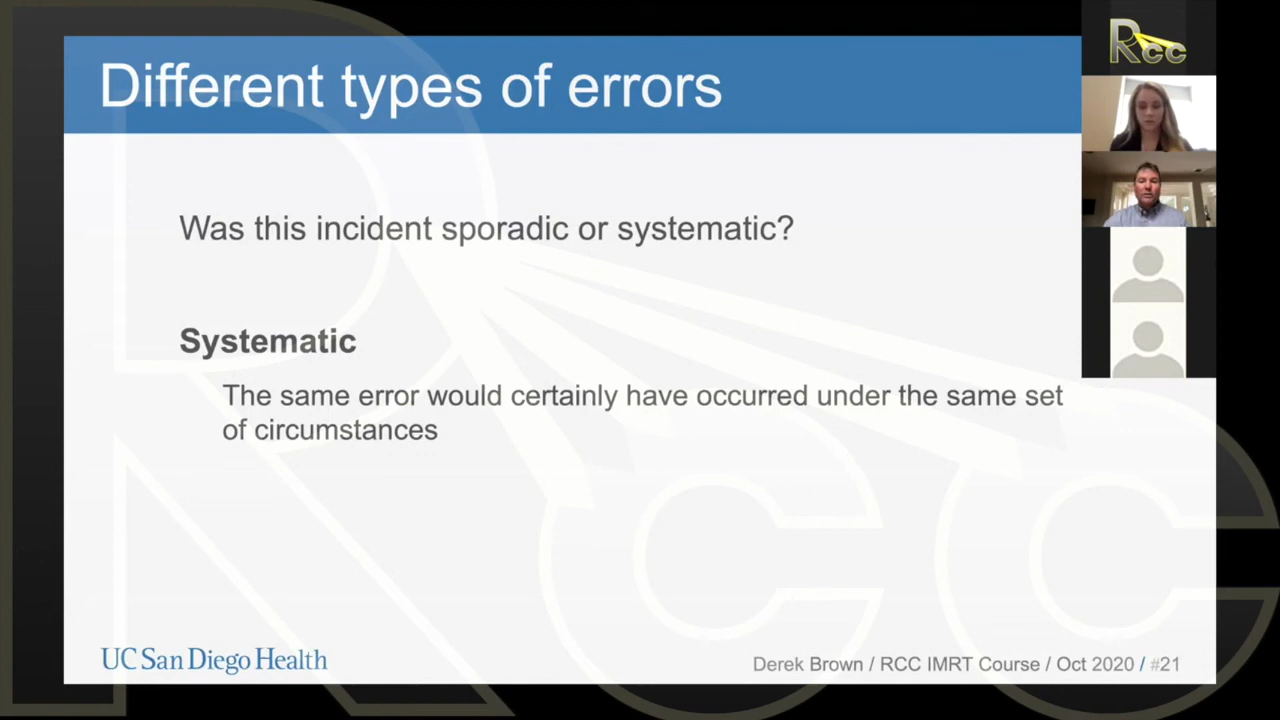 Different types of errors
Rcc
Was this incident sporadic or systematic?
Systematic
The same error would certainly have occurred under the same set
of circumstances
UC San Diego Health
Derek Brown / RCC IMRT Course / Oct 2020 / #21